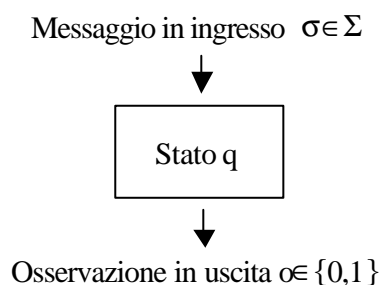 Messaggio in ingresso σ∈Σ
Stato q
Osservazione in uscita o∈{0,1}